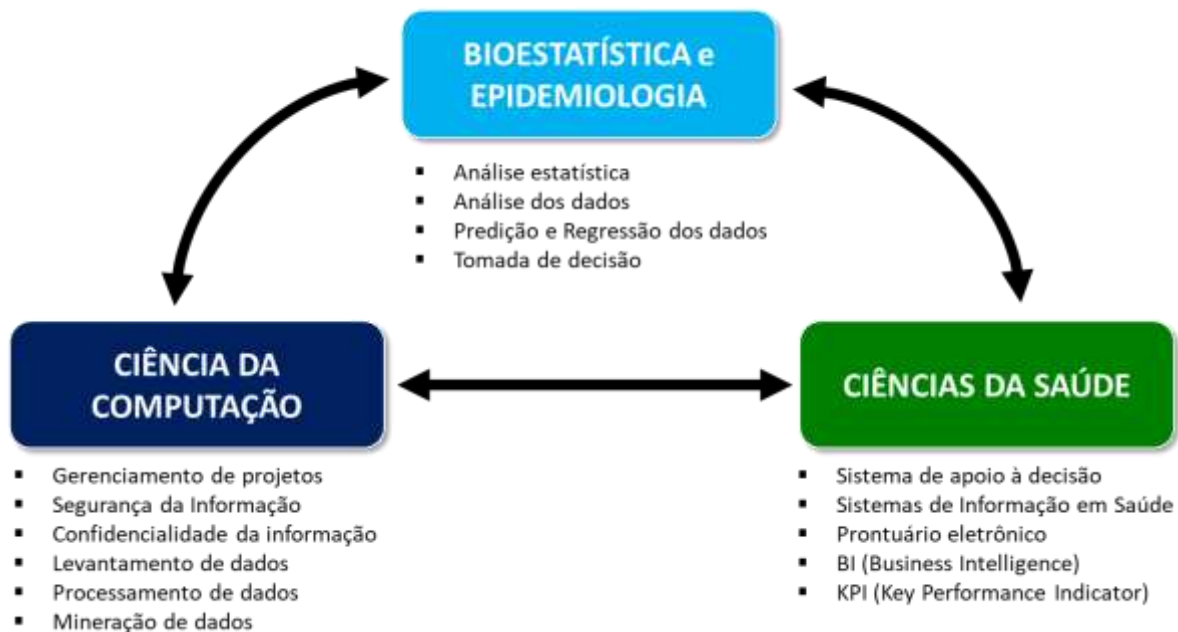 BIOESTATÍSTICA e
EPIDEMIOLOGIA
▪ Análise estatística
▪ Análise dos dados
▪ Predição e Regressão dos dados
▪ Tomada de decisão
CIÊNCIA DA
COMPUTAÇÃO
▪ Gerenciamento de projetos
▪ Segurança da Informação
▪ Confidencialidade da informação
▪ Levantamento de dados
▪ Processamento de dados
▪ Mineração de dados
CIÊNCIAS DA SAÚDE
▪ Sistema de apoio à decisão
▪ Sistemas de Informação em Saúde
▪ Prontuário eletrônico
▪ BI (Business Intelligence)
▪ KPI (Key Performance Indicator)